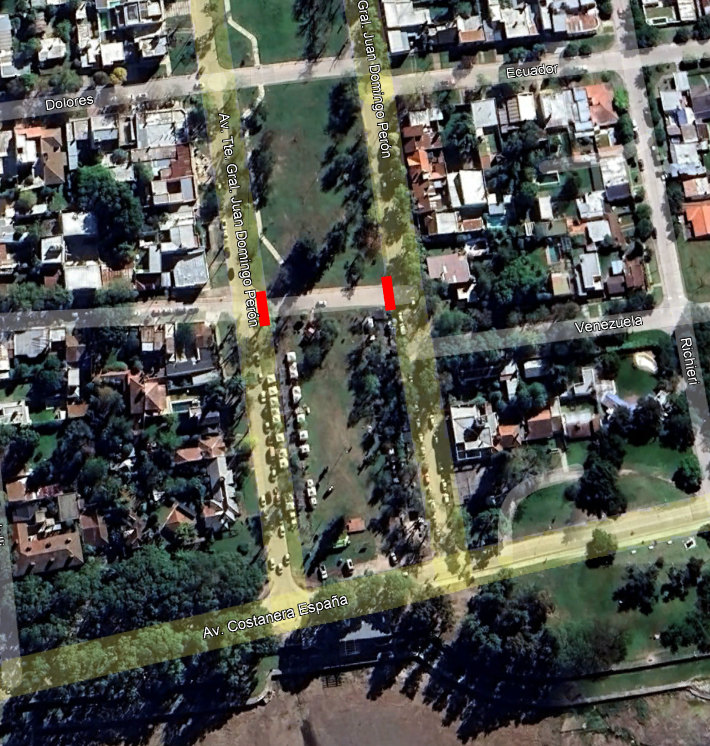 Gral. Juan Domingo Perón
Ecuador
Dolores
Av. Tte. Gral. Juan Domingo Perón
Venezuela
Richieri
Av. Costanera España